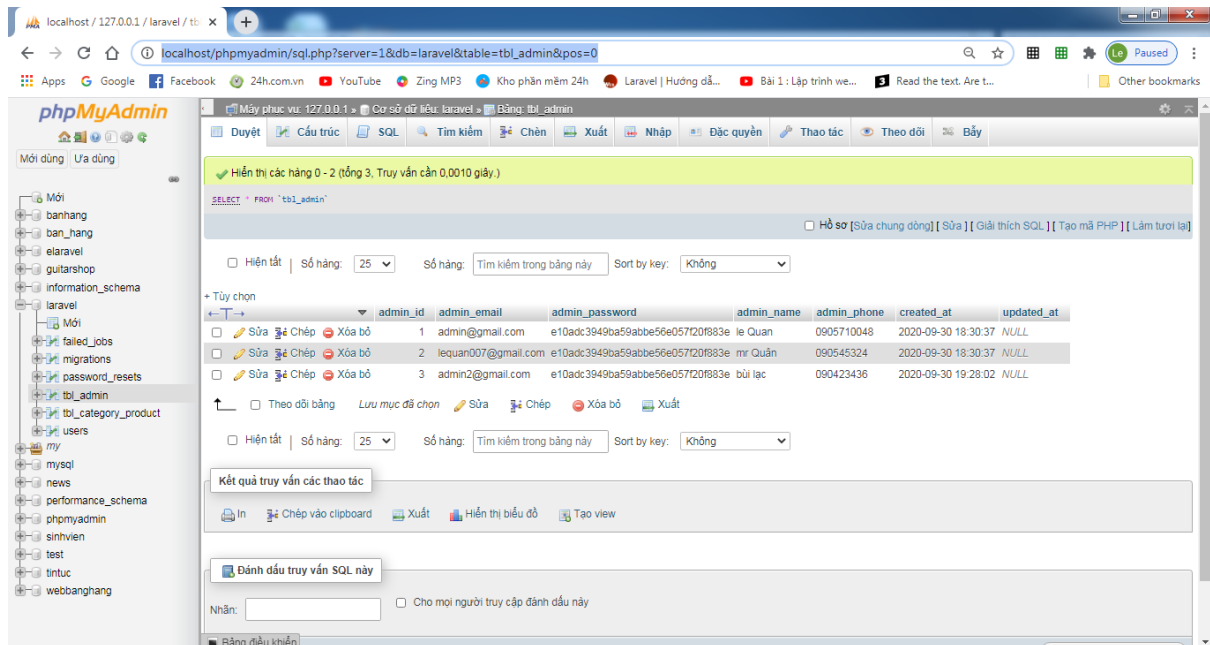 localhost / 127.0.0.1 / laravel / tb
localhost/phpmyadmin/sql.php?server=1&db=laravel&table=tbl_admin&pos=0
Le Paused
Apps Google Facebook 24h.com.vn YouTube Zing MP3 Kho phần mềm 24h Laravel | Hướng dẫ... Bài 1 : Lập trình we... Read the text. Are t... Other bookmarks
phpMyAdmin
Mới dùng Ưa dùng
Mới
banhang
ban_hang
elaravel
guitarshop
information_schema
laravel
Mới
failed_jobs
migrations
password_resets
tbl_admin
tbl_category_product
users
my
mysql
news
performance_schema
phpmyadmin
sinhvien
test
tintuc
webbanghang
Máy phục vụ: 127.0.0.1 » Cơ sở dữ liệu: laravel » Bảng: tbl_admin
Duyệt Cấu trúc SQL Tìm kiếm Chèn Xuất Nhập Đặc quyền Thao tác Theo dõi Bẫy
Hiển thị các hàng 0 - 2 (tổng 3, Truy vấn cần 0,0010 giây.)
SELECT * FROM `tbl_admin`
Hồ sơ [Sửa chung dòng] [ Sửa ] [ Giải thích SQL ] [ Tạo mã PHP ] [ Làm tươi lại]
Hiện tất | Số hàng: 25 Số hàng: Tìm kiếm trong bảng này Sort by key: Không
+ Tùy chọn
←T→ admin_id admin_email admin_password admin_name admin_phone created_at updated_at
Sửa Chép Xóa bỏ 1 admin@gmail.com e10adc3949ba59abbe56e057f20f883e le Quan 0905710048 2020-09-30 18:30:37 NULL
Sửa Chép Xóa bỏ 2 lequan007@gmail.com e10adc3949ba59abbe56e057f20f883e mr Quân 090545324 2020-09-30 18:30:37 NULL
Sửa Chép Xóa bỏ 3 admin2@gmail.com e10adc3949ba59abbe56e057f20f883e bùi lạc 090423436 2020-09-30 19:28:02 NULL
Theo dõi bảng Lưu mục đã chọn Sửa Chép Xóa bỏ Xuất
Hiện tất | Số hàng: 25 Số hàng: Tìm kiếm trong bảng này Sort by key: Không
Kết quả truy vấn các thao tác
In Chép vào clipboard Xuất Hiển thị biểu đồ Tạo view
Đánh dấu truy vấn SQL này
Nhãn: Cho mọi người truy cập đánh dấu này
Bảng điều khiển